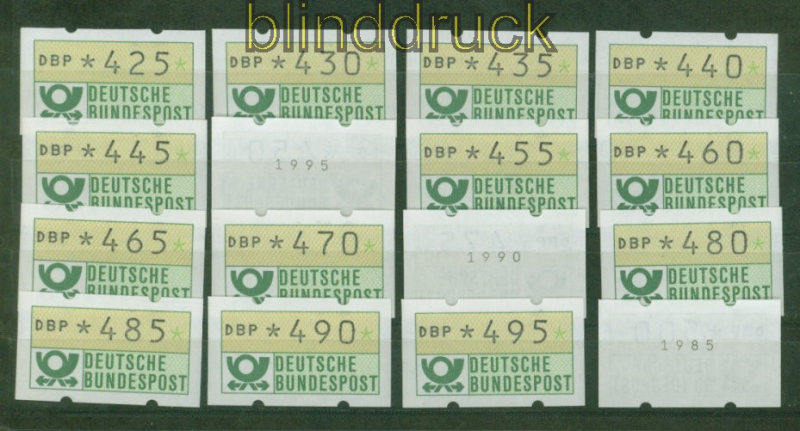 blinddruck
DBP *425*
DEUTSCHE
BUNDESPOST
DBP *430*
DEUTSCHE
BUNDESPOST
DBP *435*
DEUTSCHE
BUNDESPOST
DBP *440*
DEUTSCHE
BUNDESPOST
DBP *445*
DEUTSCHE
BUNDESPOST
1995
DBP *455*
DEUTSCHE
BUNDESPOST
DBP *460*
DEUTSCHE
BUNDESPOST
DBP *465*
DEUTSCHE
BUNDESPOST
DBP *470*
DEUTSCHE
BUNDESPOST
1990
DBP *480*
DEUTSCHE
BUNDESPOST
DBP *485*
DEUTSCHE
BUNDESPOST
DBP *490*
DEUTSCHE
BUNDESPOST
DBP *495*
DEUTSCHE
BUNDESPOST
1985